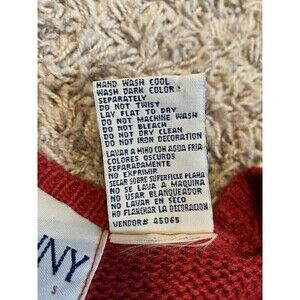 HAND WASH COOL
WASH DARK COLORS
SEPARATELY
DO NOT TWIST
LAY FLAT TO DRY
DO NOT MACHINE WASH
DO NOT BLEACH
DO NOT DRY CLEAN
DO NOT IRON DECORATION
LAVAR A MANO CON AGUA FRIA
COLORES OSCUROS
SEPARADAMENTE
NO EXPRIMIR
SECAR SOBRE SUPERFICIE PLANA
NO SE LAVA A MAQUINA
NO USAR BLANQUEADOR
NO LAVAR EN SECO
NO PLANCHAR LA DECORACION
VENDOR# 45065
NNY
S